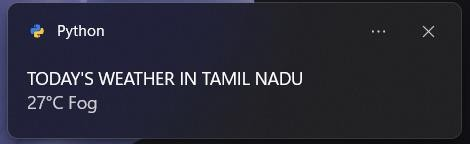 Python
TODAY'S WEATHER IN TAMIL NADU
27°C Fog